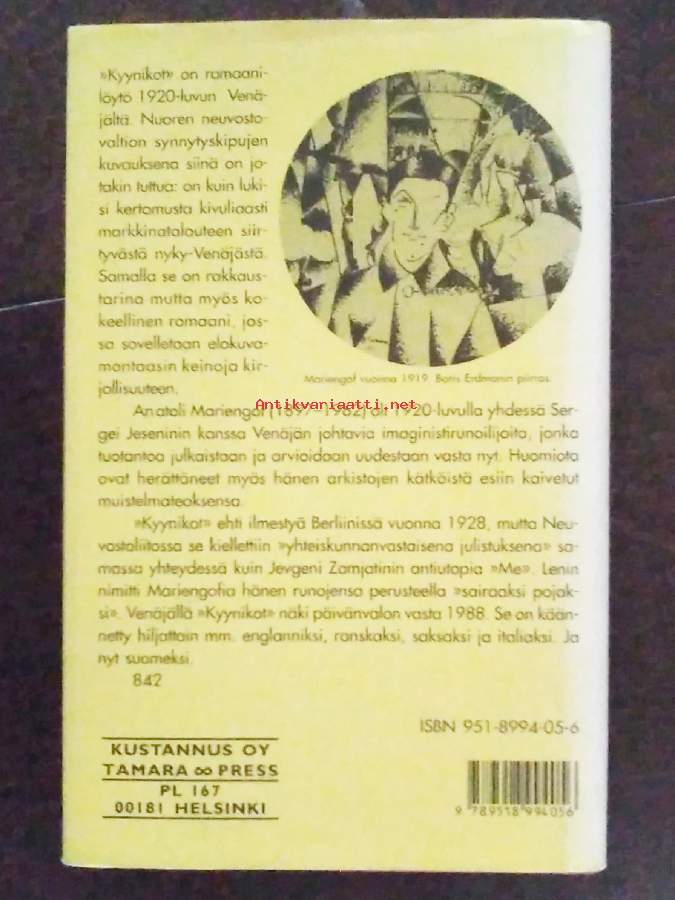 »Kyynikot» on romaani-
löytö 1920-luvun Venä-
jältä. Nuoren neuvosto-
valtion synnytyskipujen
kuvauksena siinä on jo-
takin tuttua: on kuin luki-
si kertomusta kivuliaasti
markkinatalouteen siir-
tyvästä nyky-Venäjästä.
Samalla se on rakkaus-
tarina mutta myös ko-
keellinen romaani, jos-
sa sovelletaan elokuva-
montaasin keinoja kir-
jallisuuteen.
Mariengof vuonna 1919. Boris Erdmanin piirros.
Antikvariaatti.net
Anatoli Mariengof (1897–1962) oli 1920-luvulla yhdessä Ser-
gei Jeseninin kanssa Venäjän johtavia imaginistirunoilijoita, jonka
tuotantoa julkaistaan ja arvioidaan uudestaan vasta nyt. Huomiota
ovat herättäneet myös hänen arkistojen kätköistä esiin kaivetut
muistelmateoksensa.
»Kyynikot» ehti ilmestyä Berliinissä vuonna 1928, mutta Neu-
vostoliitossa se kiellettiin »yhteiskunnanvastaisena julistuksena» sa-
massa yhteydessä kuin Jevgeni Zamjatinin antiutopia »Me». Lenin
nimitti Mariengofia hänen runojensa perusteella »sairaaksi pojak-
si». Venäjällä »Kyynikot» näki päivänvalon vasta 1988. Se on kään-
netty hiljattain mm. englanniksi, ranskaksi, saksaksi ja italiaksi. Ja
nyt suomeksi.
842
ISBN 951-8994-05-6
KUSTANNUS OY
TAMARA ∞ PRESS
PL 167
00181 HELSINKI
9 789518 994056